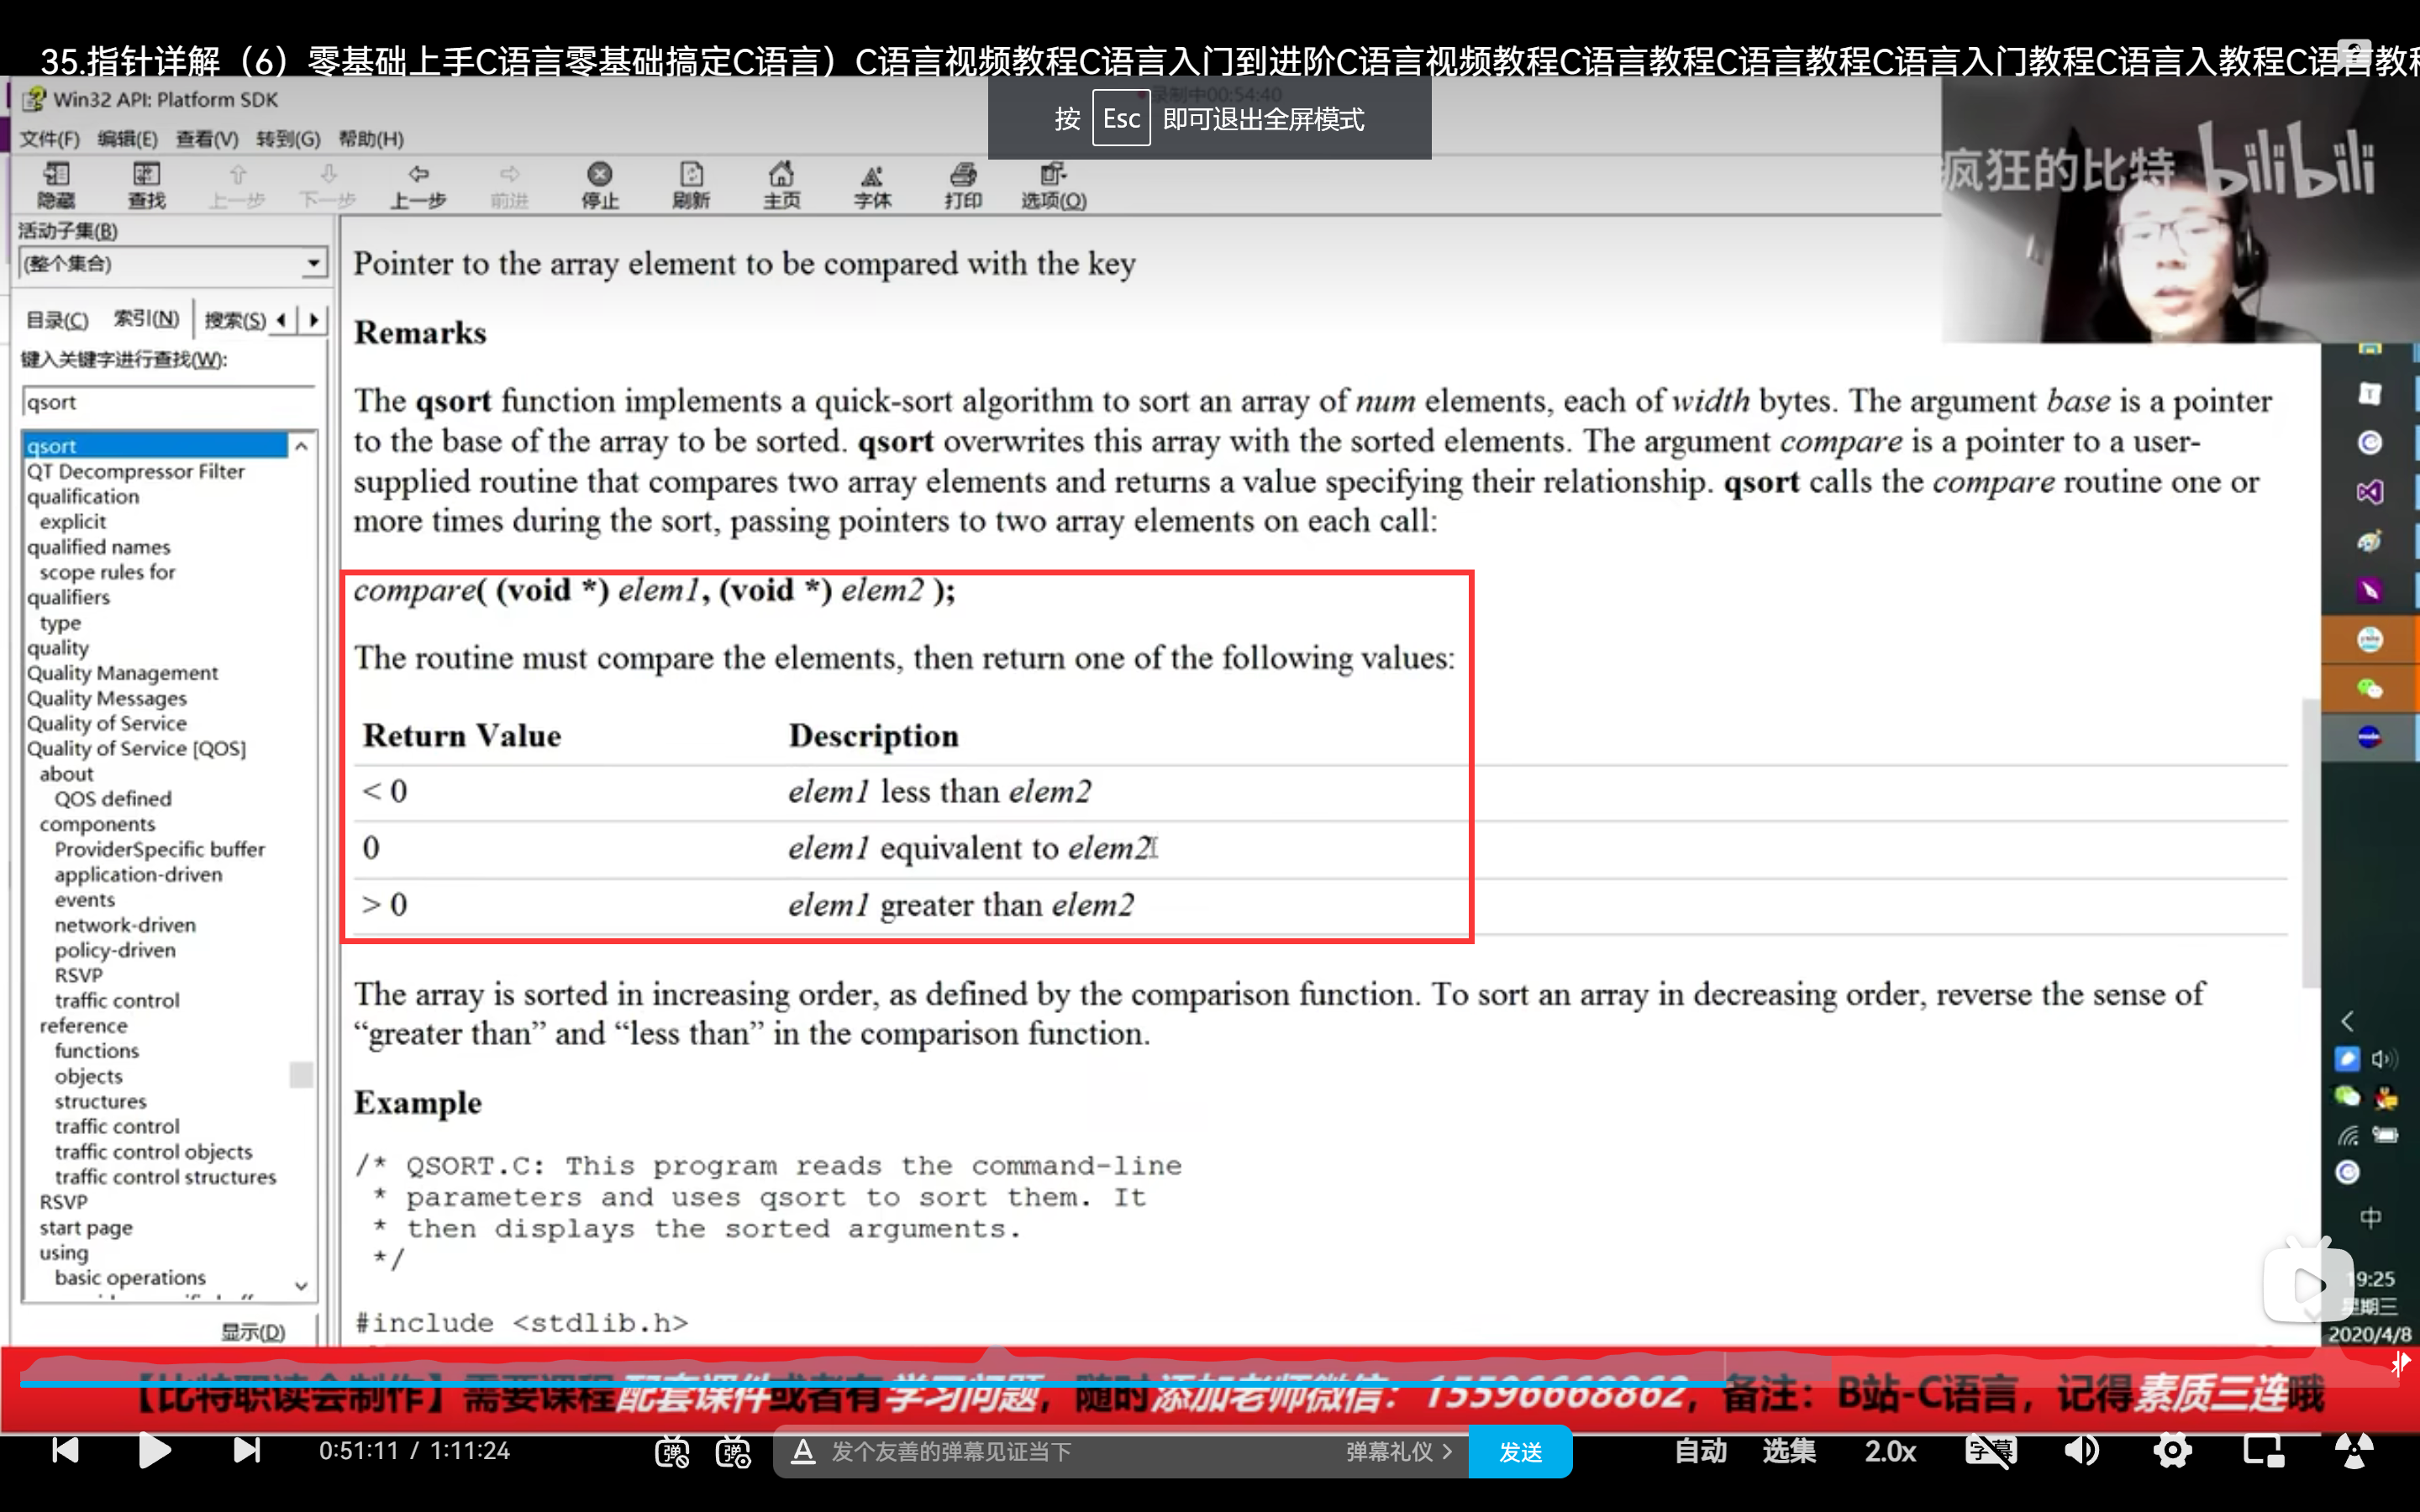 35.指针详解（6）零基础上手C语言零基础搞定C语言）C语言视频教程C语言入门到进阶C语言视频教程C语言教程C语言教程C语言入门教程C语言入教程C语言教
Win32 API: Platform SDK
录制中00:54:40
按 Esc 即可退出全屏模式
疯狂的比特 bilibili
文件(F) 编辑(E) 查看(V) 转到(G) 帮助(H)
隐藏 查找 上一步 下一步 上一步 前进 停止 刷新 主页 字体 打印 选项(O)
活动子集(B)
(整个集合)
目录(C) 索引(N) 搜索(S)
键入关键字进行查找(W):
qsort
qsort
QT Decompressor Filter
qualification
explicit
qualified names
scope rules for
qualifiers
type
quality
Quality Management
Quality Messages
Quality of Service
Quality of Service [QOS]
about
QOS defined
components
ProviderSpecific buffer
application-driven
events
network-driven
policy-driven
RSVP
traffic control
reference
functions
objects
structures
traffic control
traffic control objects
traffic control structures
RSVP
start page
using
basic operations
显示(D)
Pointer to the array element to be compared with the key
Remarks
The qsort function implements a quick-sort algorithm to sort an array of num elements, each of width bytes. The argument base is a pointer
to the base of the array to be sorted. qsort overwrites this array with the sorted elements. The argument compare is a pointer to a user-
supplied routine that compares two array elements and returns a value specifying their relationship. qsort calls the compare routine one or
more times during the sort, passing pointers to two array elements on each call:
compare( (void *) elem1, (void *) elem2 );
The routine must compare the elements, then return one of the following values:
Return Value Description
< 0 elem1 less than elem2
0 elem1 equivalent to elem2
> 0 elem1 greater than elem2
The array is sorted in increasing order, as defined by the comparison function. To sort an array in decreasing order, reverse the sense of
“greater than” and “less than” in the comparison function.
Example
/* QSORT.C: This program reads the command-line
* parameters and uses qsort to sort them. It
* then displays the sorted arguments.
*/
#include <stdlib.h>
中
19:25
星期三
2020/4/8
【比特职读会制作】需要课程配套课件或者有学习问题，随时添加老师微信：15596668862，备注：B站-C语言，记得素质三连哦
0:51:11 / 1:11:24
弹 弹
A 发个友善的弹幕见证当下 弹幕礼仪 > 发送
自动 选集 2.0x 字幕